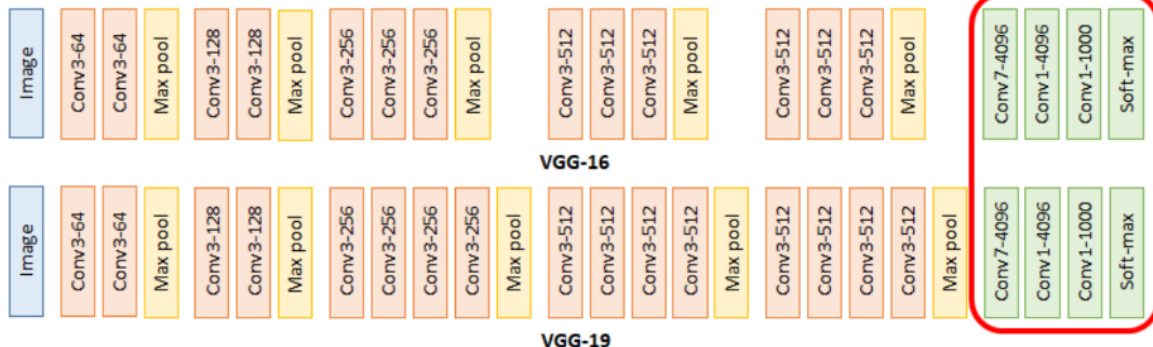 Image
Conv3-64
Conv3-64
Max pool
Conv3-128
Conv3-128
Max pool
Conv3-256
Conv3-256
Conv3-256
Max pool
Conv3-512
Conv3-512
Conv3-512
Max pool
Conv3-512
Conv3-512
Conv3-512
Max pool
Conv7-4096
Conv1-4096
Conv1-1000
Soft-max
VGG-16
Image
Conv3-64
Conv3-64
Max pool
Conv3-128
Conv3-128
Max pool
Conv3-256
Conv3-256
Conv3-256
Conv3-256
Max pool
Conv3-512
Conv3-512
Conv3-512
Conv3-512
Max pool
Conv3-512
Conv3-512
Conv3-512
Conv3-512
Max pool
Conv7-4096
Conv1-4096
Conv1-1000
Soft-max
VGG-19